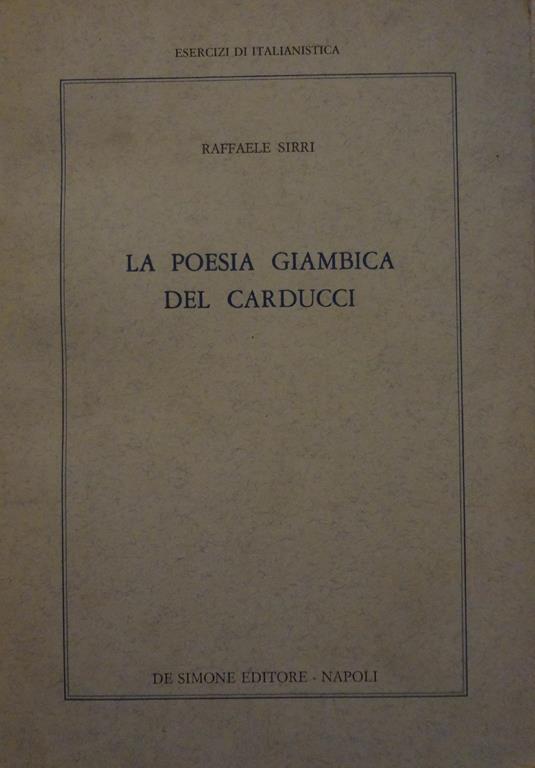 ESERCIZI DI ITALIANISTICA
RAFFAELE SIRRI
LA POESIA GIAMBICA
DEL CARDUCCI
DE SIMONE EDITORE - NAPOLI